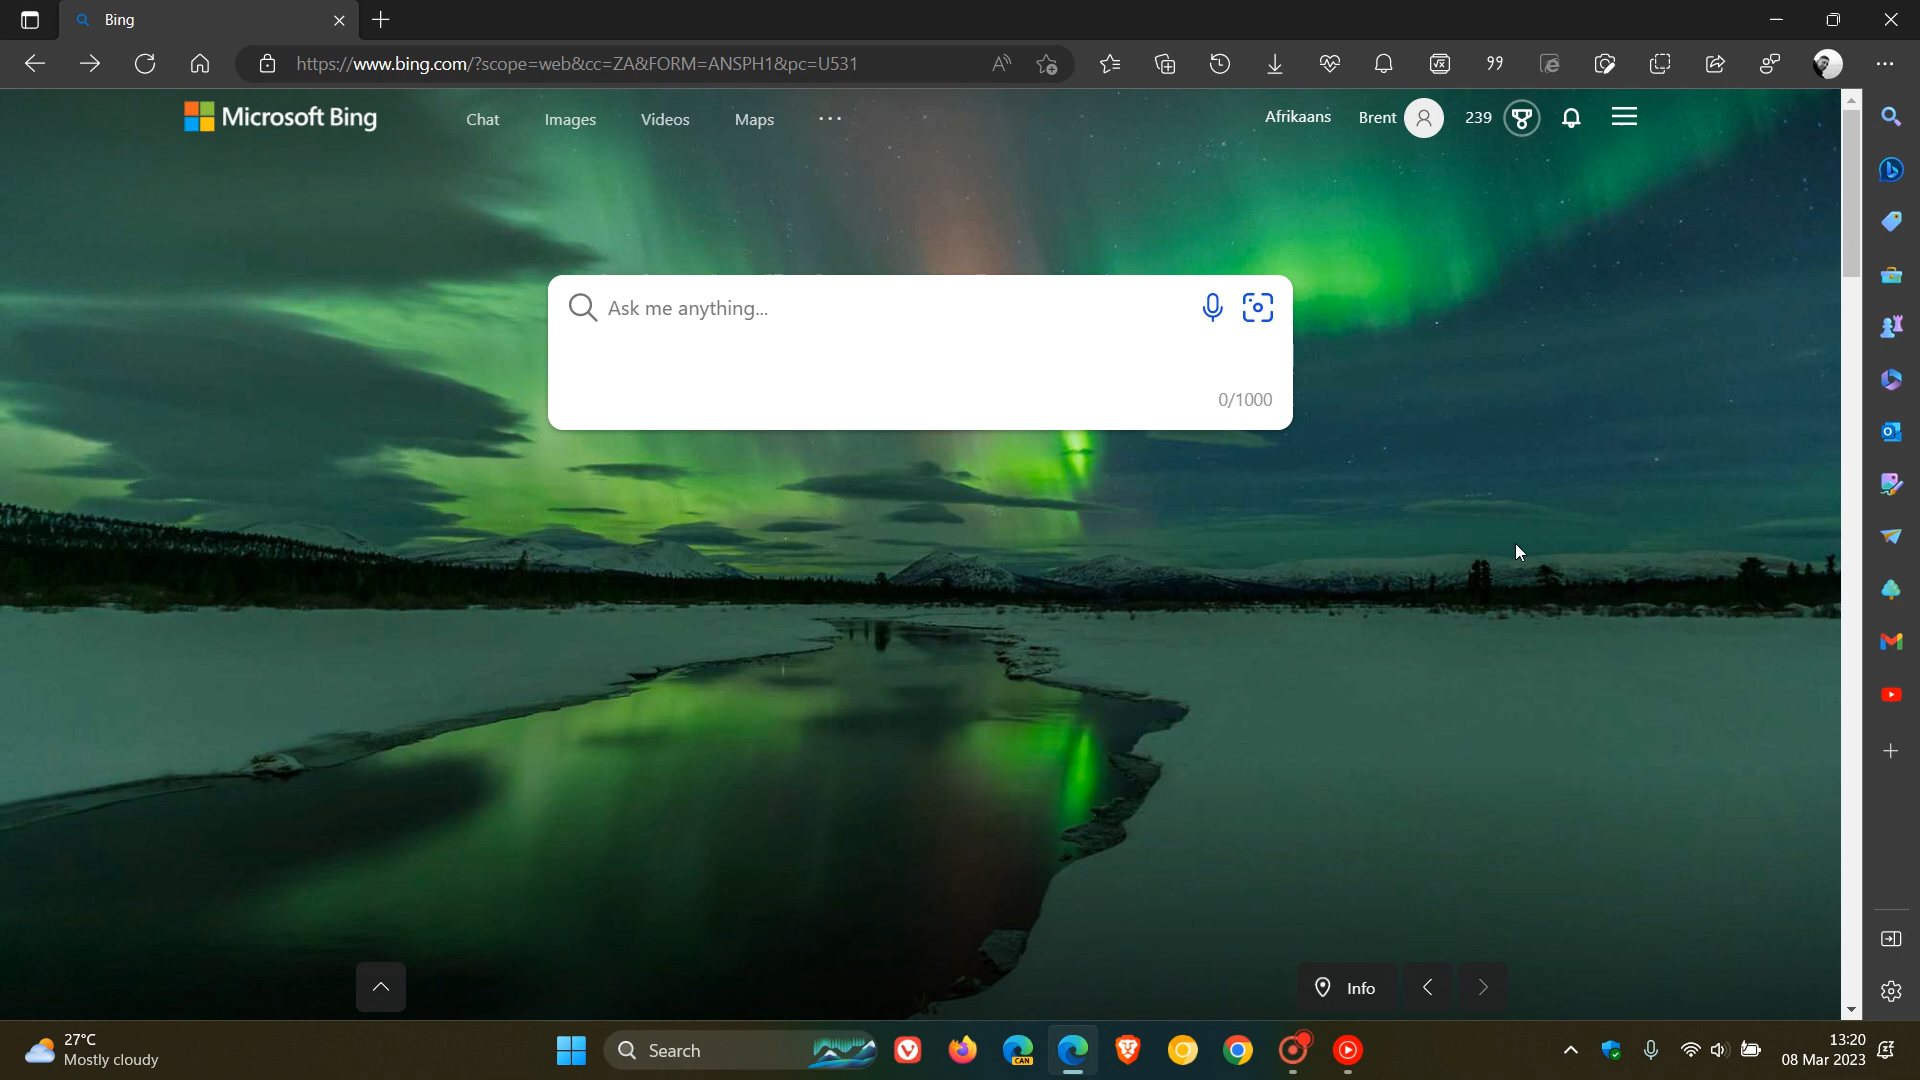 Bing
https://www.bing.com/?scope=web&cc=ZA&FORM=ANSPH1&pc=U531
Microsoft Bing
Chat
Images
Videos
Maps
Afrikaans
Brent
239
Ask me anything...
0/1000
Info
27°C
Mostly cloudy
Search
CAN
13:20
08 Mar 2023